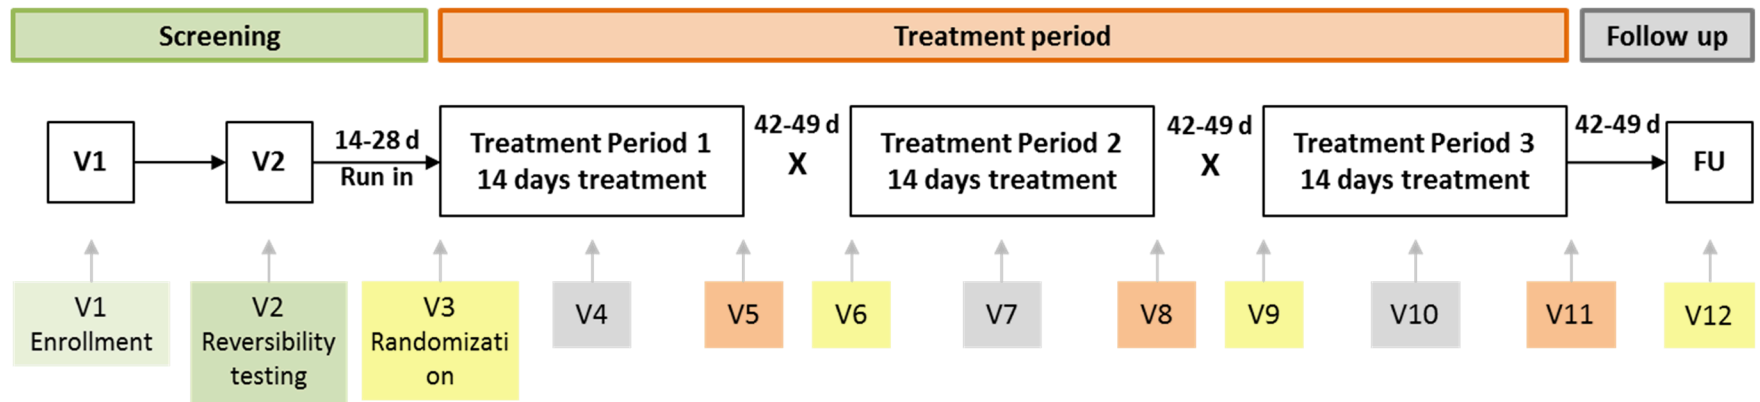 Screening
Treatment period
Follow up
V1
V2
14-28 d
Run in
Treatment Period 1
14 days treatment
42-49 d
X
Treatment Period 2
14 days treatment
42-49 d
X
Treatment Period 3
14 days treatment
42-49 d
FU
V1
Enrollment
V2
Reversibility
testing
V3
Randomizati
on
V4
V5
V6
V7
V8
V9
V10
V11
V12